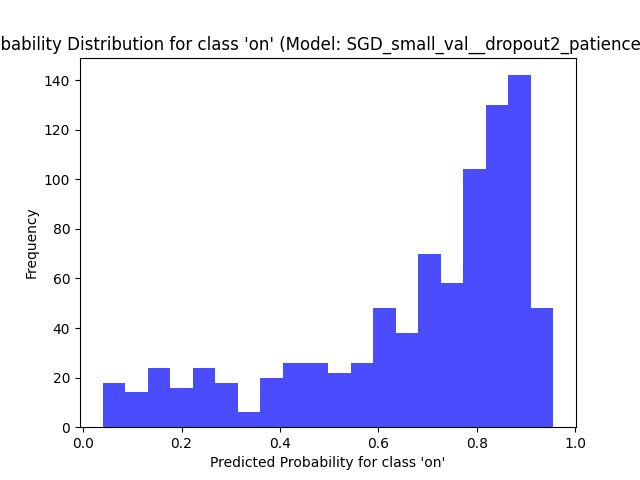 bability Distribution for class 'on' (Model: SGD_small_val__dropout2_patience
140
120
100
80
60
40
20
0
Frequency
0.0 0.2 0.4 0.6 0.8 1.0
Predicted Probability for class 'on'